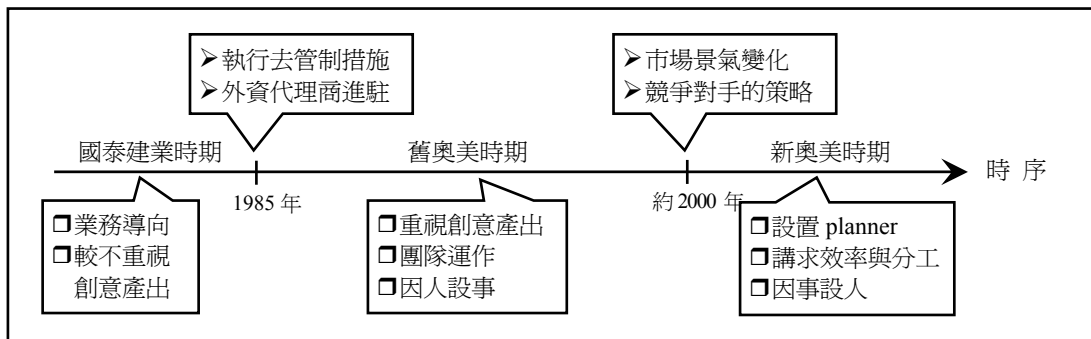 執行去管制措施
外資代理商進駐
市場景氣變化
競爭對手的策略
國泰建業時期
舊奧美時期
新奧美時期
時 序
1985 年
約 2000 年
業務導向
較不重視
創意產出
重視創意產出
團隊運作
因人設事
設置 planner
講求效率與分工
因事設人